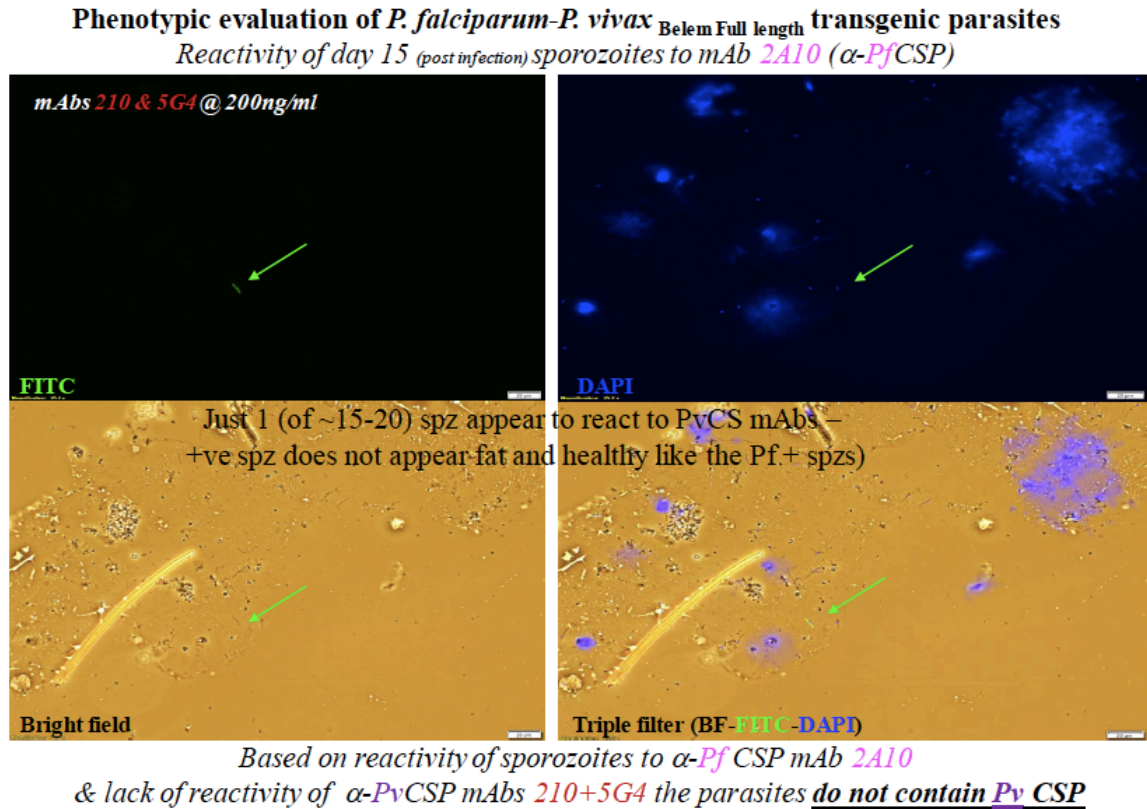 Phenotypic evaluation of P. falciparum-P. vivax Belem Full length transgenic parasites
Reactivity of day 15 (post infection) sporozoites to mAb 2A10 (α-PfCSP)
mAbs 210 & 5G4 @ 200ng/ml
FITC
DAPI
Just 1 (of ~15-20) spz appear to react to PvCS mAbs –
+ve spz does not appear fat and healthy like the Pf.+ spzs)
Bright field
Triple filter (BF-FITC-DAPI)
Based on reactivity of sporozoites to α-Pf CSP mAb 2A10
& lack of reactivity of α-PvCSP mAbs 210+5G4 the parasites do not contain Pv CSP